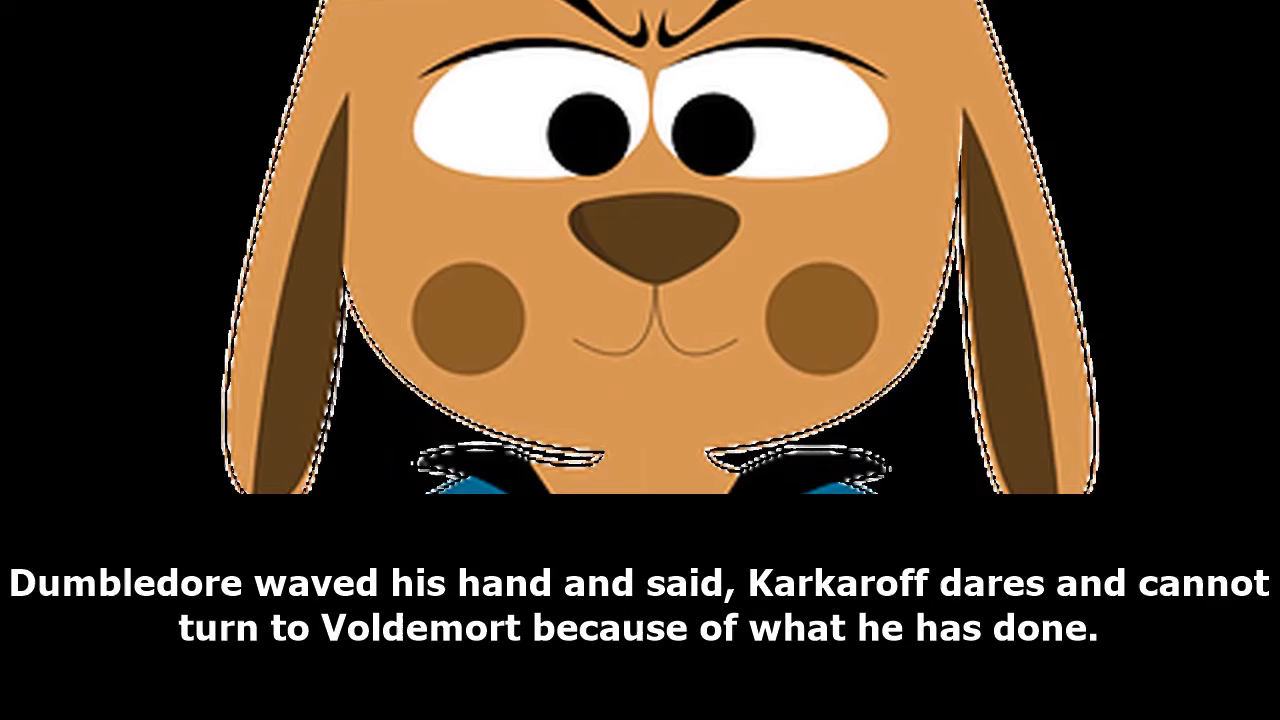 Dumbledore waved his hand and said, Karkaroff dares and cannot
turn to Voldemort because of what he has done.